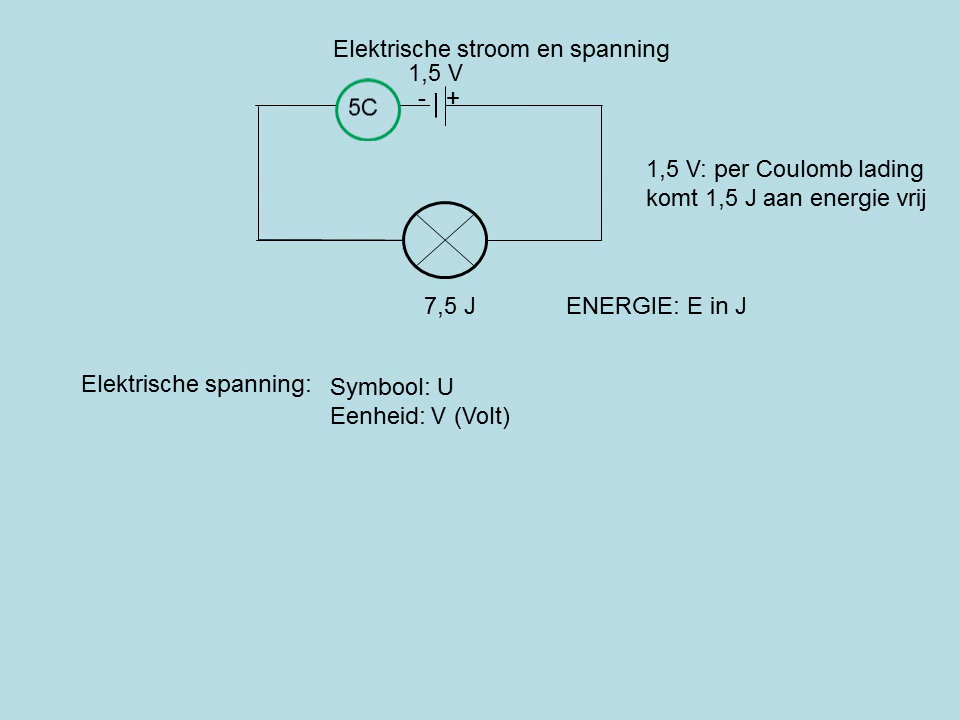 Elektrische stroom en spanning
1,5 V
- +
5C
1,5 V: per Coulomb lading
komt 1,5 J aan energie vrij
7,5 J
ENERGIE: E in J
Elektrische spanning:
Symbool: U
Eenheid: V (Volt)